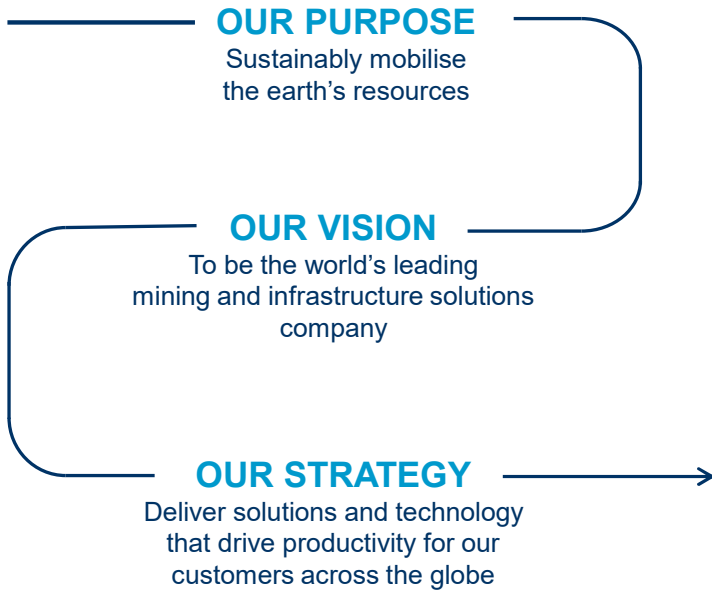 OUR PURPOSE
Sustainably mobilise
the earth's resources
OUR VISION
To be the world's leading
mining and infrastructure solutions
company
OUR STRATEGY
Deliver solutions and technology
that drive productivity for our
customers across the globe